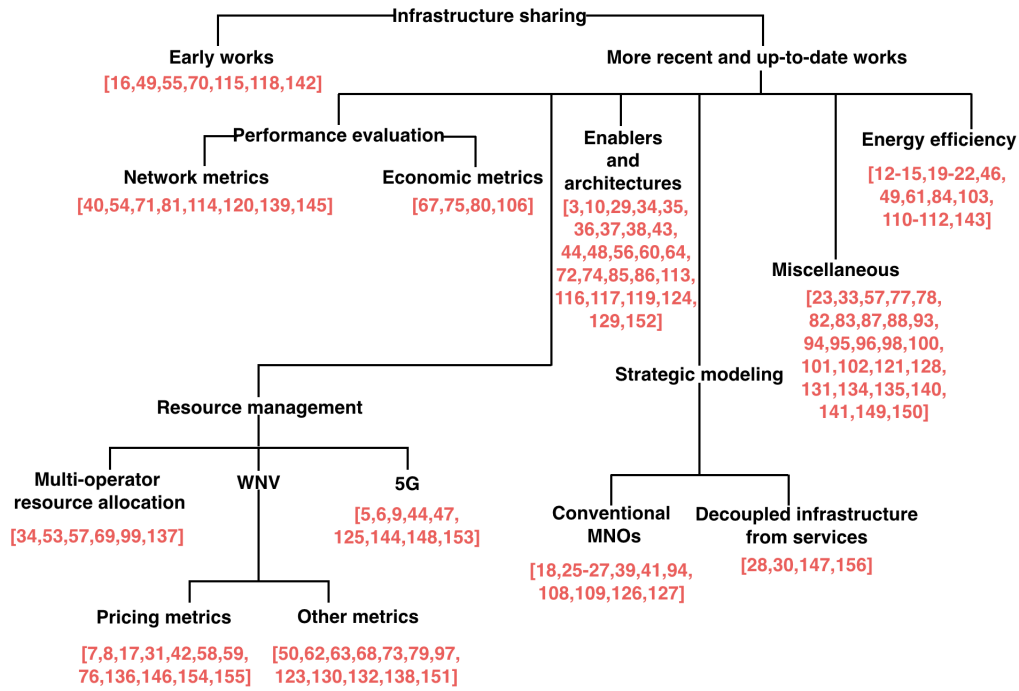 Infrastructure sharing
Early works
[16,49,55,70,115,118,142]
More recent and up-to-date works
Performance evaluation
Network metrics
[40,54,71,81,114,120,139,145]
Economic metrics
[67,75,80,106]
Enablers
and
architectures
[3,10,29,34,35,
36,37,38,43,
44,48,56,60,64,
72,74,85,86,113,
116,117,119,124,
129,152]
Energy efficiency
[12-15,19-22,46,
49,61,84,103,
110-112,143]
Miscellaneous
[23,33,57,77,78,
82,83,87,88,93,
94,95,96,98,100,
101,102,121,128,
131,134,135,140,
141,149,150]
Strategic modeling
Resource management
Multi-operator
resource allocation
[34,53,57,69,99,137]
WNV
5G
[5,6,9,44,47,
125,144,148,153]
Conventional
MNOs
[18,25-27,39,41,94,
108,109,126,127]
Decoupled infrastructure
from services
[28,30,147,156]
Pricing metrics
[7,8,17,31,42,58,59,
76,136,146,154,155]
Other metrics
[50,62,63,68,73,79,97,
123,130,132,138,151]